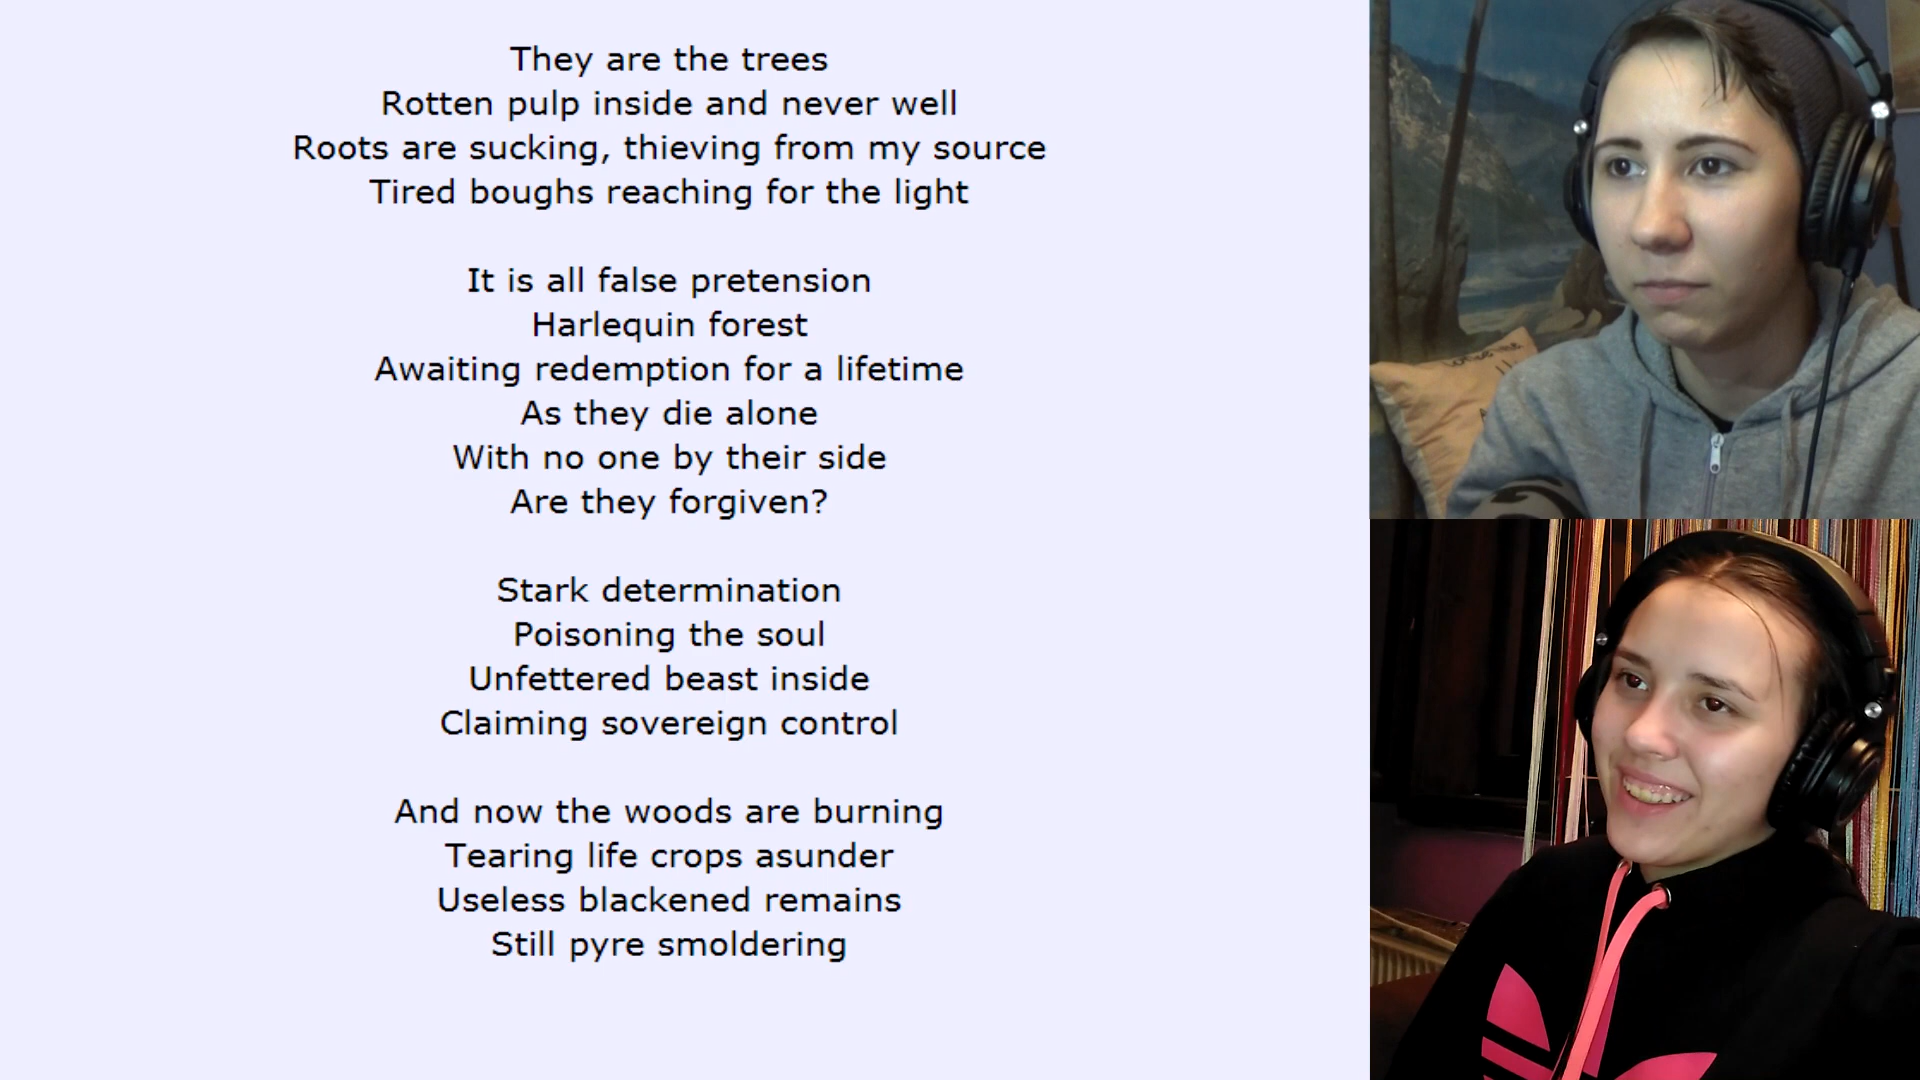 They are the trees
Rotten pulp inside and never well
Roots are sucking, thieving from my source
Tired boughs reaching for the light
It is all false pretension
Harlequin forest
Awaiting redemption for a lifetime
As they die alone
With no one by their side
Are they forgiven?
Stark determination
Poisoning the soul
Unfettered beast inside
Claiming sovereign control
And now the woods are burning
Tearing life crops asunder
Useless blackened remains
Still pyre smoldering